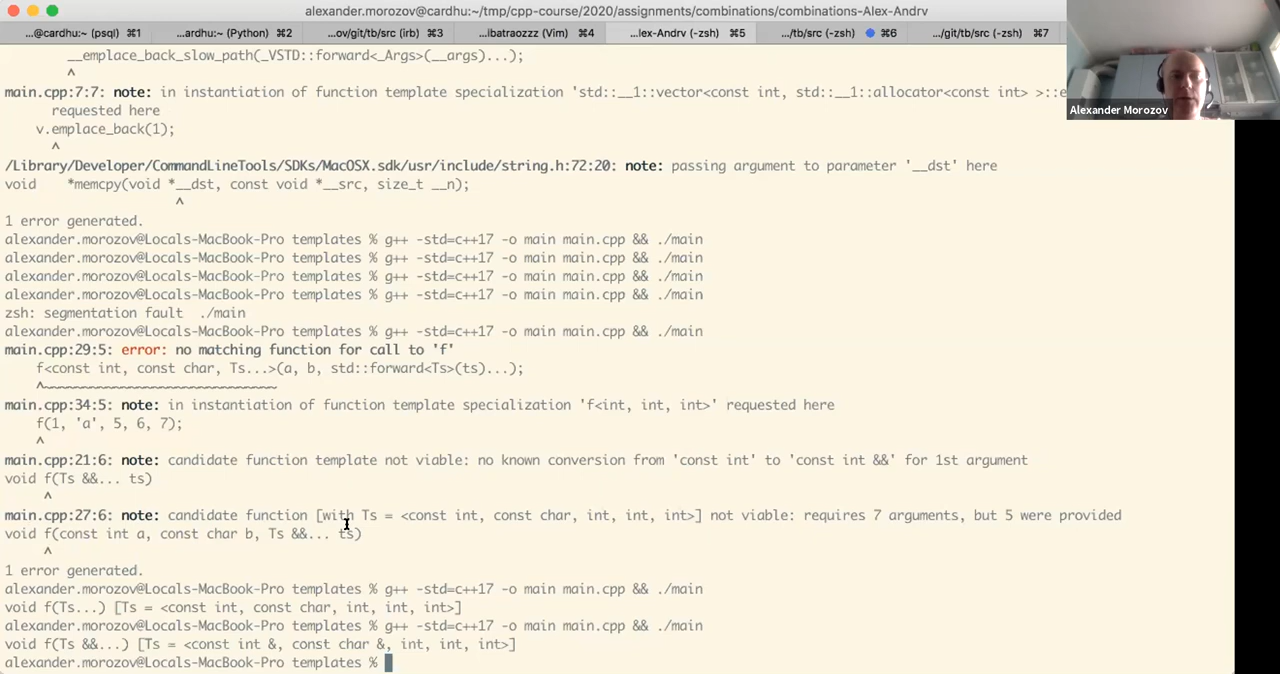 alexander.morozov@cardhu:~/tmp/cpp-course/2020/assignments/combinations/combinations-Alex-Andrv
...@cardhu:~ (psql) ⌘1 ...ardhu:~ (Python) ⌘2 ...ov/git/tb/src (irb) ⌘3 ...ibatraozzz (Vim) ⌘4 ...lex-Andrv (-zsh) ⌘5 .../tb/src (-zsh) ⌘6 .../git/tb/src (-zsh) ⌘7
__emplace_back_slow_path(_VSTD::forward<_Args>(__args)...);
^
main.cpp:7:7: note: in instantiation of function template specialization 'std::__1::vector<const int, std::__1::allocator<const int> >::e
requested here
v.emplace_back(1);
^
/Library/Developer/CommandLineTools/SDKs/MacOSX.sdk/usr/include/string.h:72:20: note: passing argument to parameter '__dst' here
void *memcpy(void *__dst, const void *__src, size_t __n);
^
1 error generated.
alexander.morozov@Locals-MacBook-Pro templates % g++ -std=c++17 -o main main.cpp && ./main
alexander.morozov@Locals-MacBook-Pro templates % g++ -std=c++17 -o main main.cpp && ./main
alexander.morozov@Locals-MacBook-Pro templates % g++ -std=c++17 -o main main.cpp && ./main
alexander.morozov@Locals-MacBook-Pro templates % g++ -std=c++17 -o main main.cpp && ./main
zsh: segmentation fault ./main
alexander.morozov@Locals-MacBook-Pro templates % g++ -std=c++17 -o main main.cpp && ./main
main.cpp:29:5: error: no matching function for call to 'f'
f<const int, const char, Ts...>(a, b, std::forward<Ts>(ts)...);
^~~~~~~~~~~~~~~~~~~~~~~~~~~~~~~
main.cpp:34:5: note: in instantiation of function template specialization 'f<int, int, int>' requested here
f(1, 'a', 5, 6, 7);
^
main.cpp:21:6: note: candidate function template not viable: no known conversion from 'const int' to 'const int &&' for 1st argument
void f(Ts &&... ts)
^
main.cpp:27:6: note: candidate function [with Ts = <const int, const char, int, int, int>] not viable: requires 7 arguments, but 5 were provided
void f(const int a, const char b, Ts &&... ts)
^
1 error generated.
alexander.morozov@Locals-MacBook-Pro templates % g++ -std=c++17 -o main main.cpp && ./main
void f(Ts...) [Ts = <const int, const char, int, int, int>]
alexander.morozov@Locals-MacBook-Pro templates % g++ -std=c++17 -o main main.cpp && ./main
void f(Ts &&...) [Ts = <const int &, const char &, int, int, int>]
alexander.morozov@Locals-MacBook-Pro templates %
Alexander Morozov